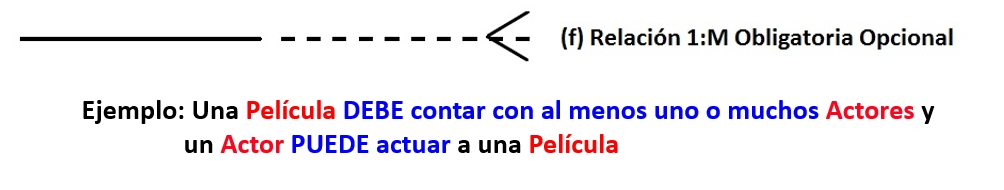 (f) Relación 1:M Obligatoria Opcional
Ejemplo: Una Película DEBE contar con al menos uno o muchos Actores y
un Actor PUEDE actuar a una Película